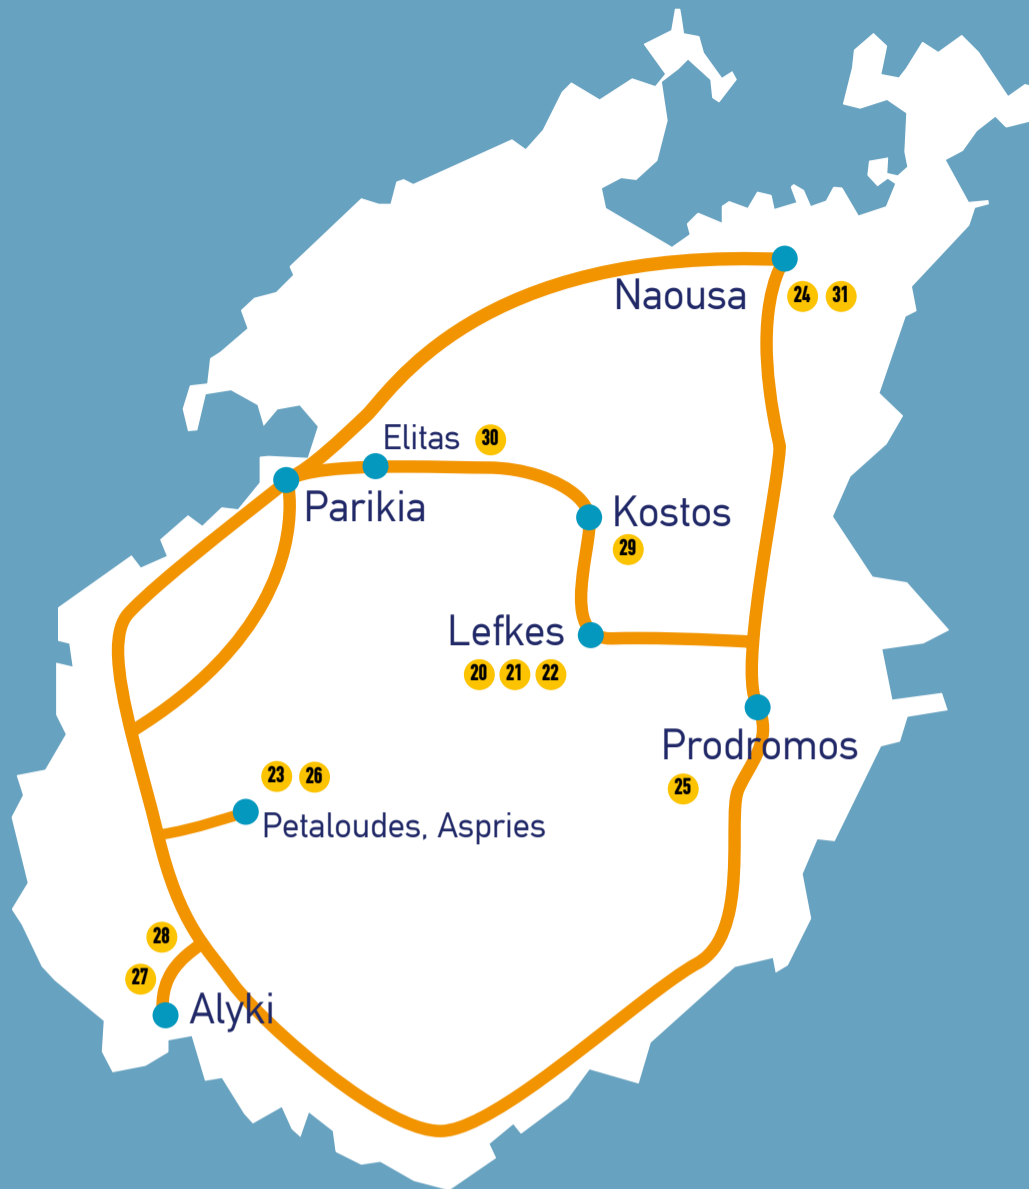 Naousa 24 31
Elitas 30
Parikia
Kostos
29
Lefkes
20 21 22
Prodromos
25
23 26
Petaloudes, Aspries
28
27
Alyki